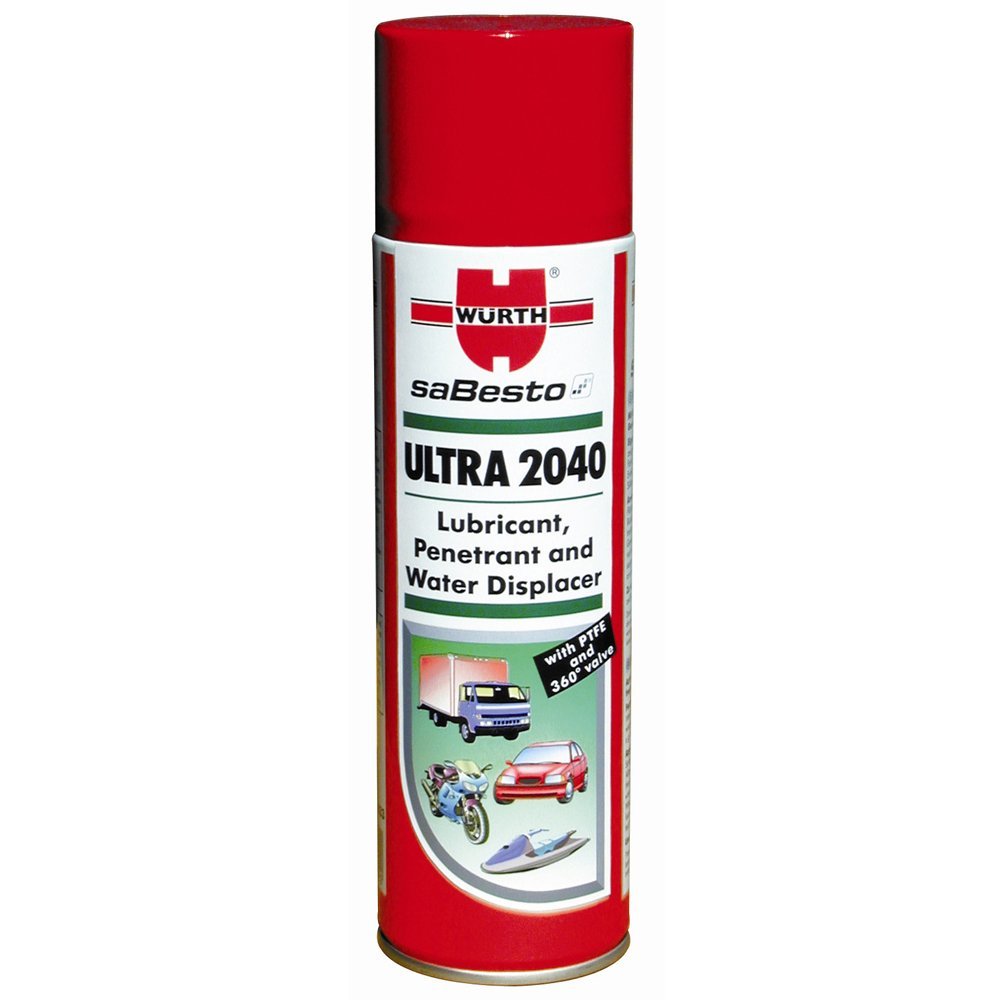 WÜRTH®
saBesto
ULTRA 2040
Lubricant,
Penetrant and
Water Displacer
with PTFE
and
360° valve